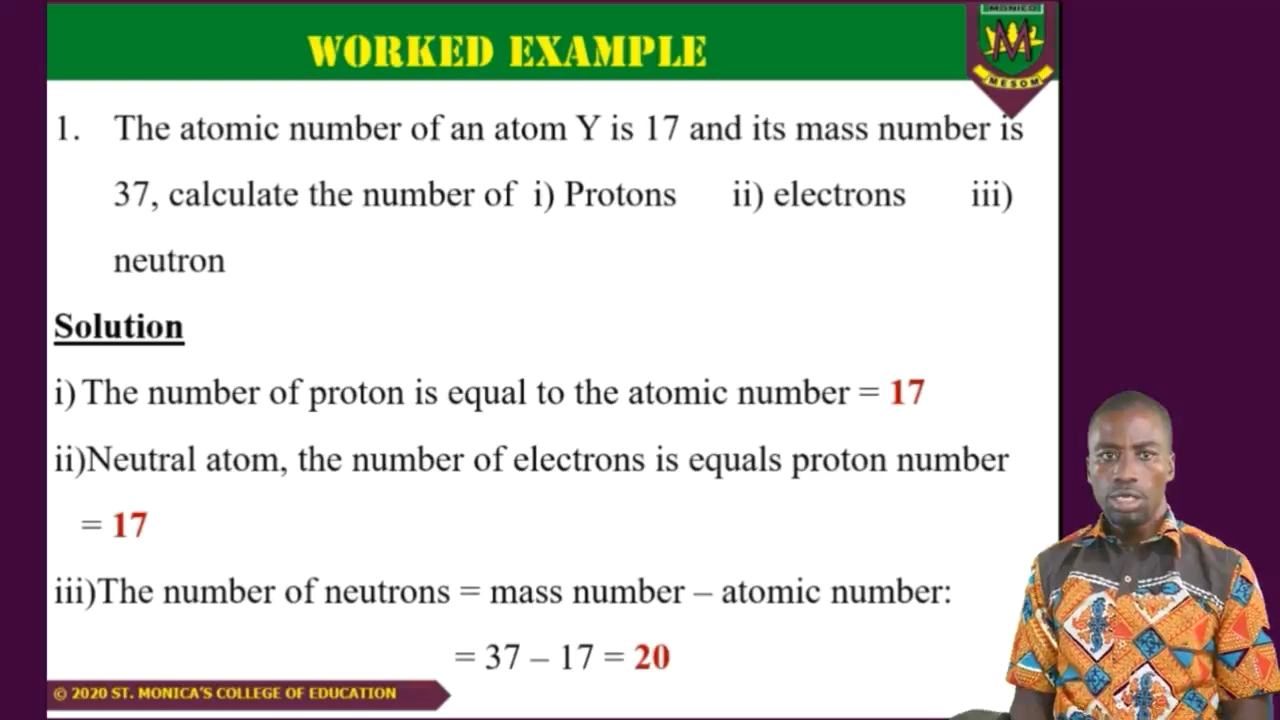 MONICO
WORKED EXAMPLE
M
MESOM
1. The atomic number of an atom Y is 17 and its mass number is
37, calculate the number of i) Protons ii) electrons iii)
neutron
Solution
i) The number of proton is equal to the atomic number = 17
ii)Neutral atom, the number of electrons is equals proton number
= 17
iii)The number of neutrons = mass number – atomic number:
= 37 – 17 = 20
© 2020 ST. MONICA'S COLLEGE OF EDUCATION